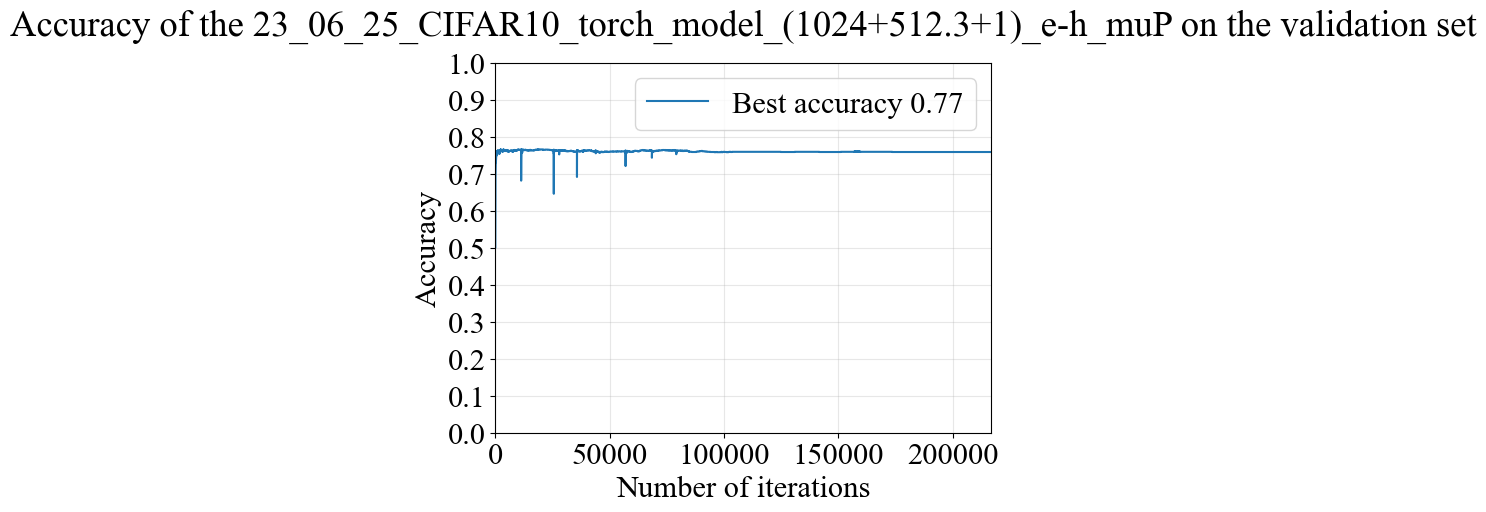 Accuracy of the 23_06_25_CIFAR10_torch_model_(1024+512.3+1)_e-h_muP on the validation set
Best accuracy 0.77
Accuracy
1.0
0.9
0.8
0.7
0.6
0.5
0.4
0.3
0.2
0.1
0.0
0 50000 100000 150000 200000
Number of iterations